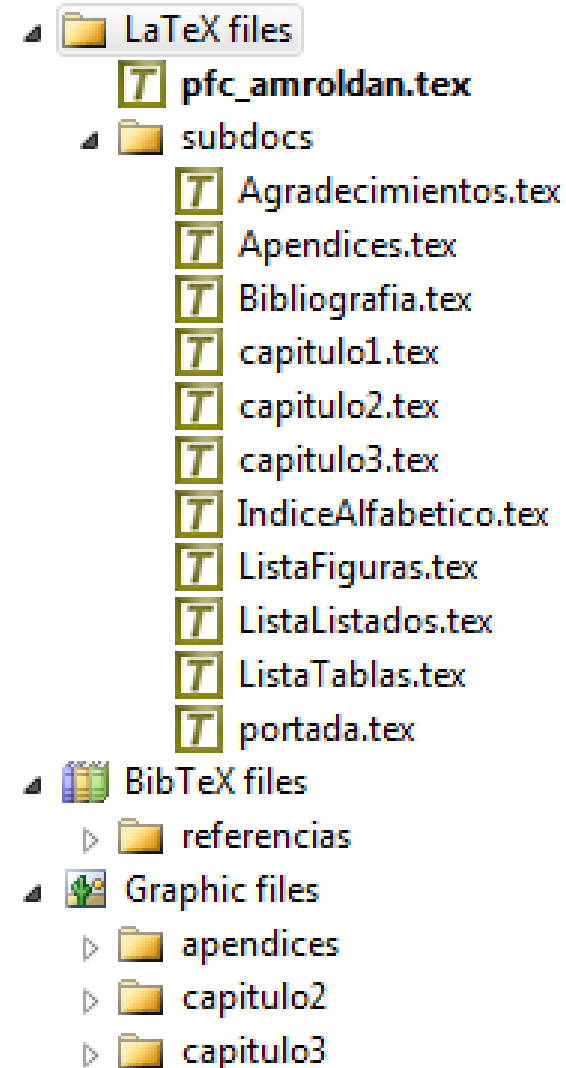 LaTeX files
pfc_amroldan.tex
subdocs
Agradecimientos.tex
Apendices.tex
Bibliografia.tex
capitulo1.tex
capitulo2.tex
capitulo3.tex
IndiceAlfabetico.tex
ListaFiguras.tex
ListaListados.tex
ListaTablas.tex
portada.tex
BibTeX files
referencias
Graphic files
apendices
capitulo2
capitulo3